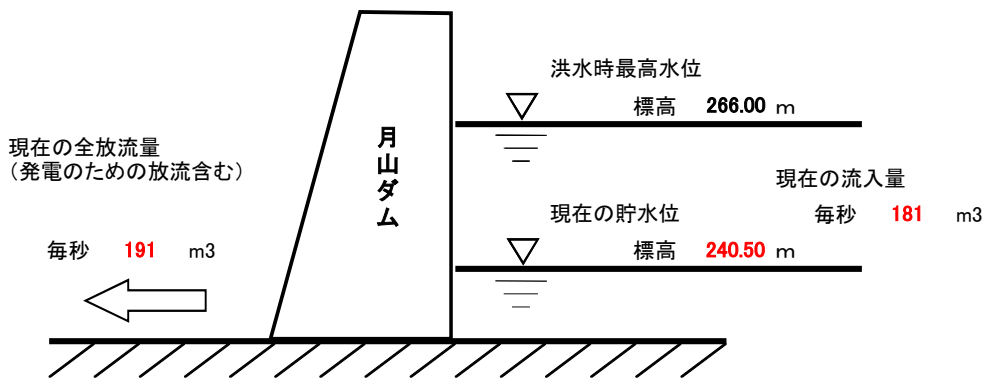 洪水時最高水位
標高 266.00 m
月山ダム
現在の全放流量
(発電のための放流含む)
毎秒 191 m3
現在の流入量
毎秒 181 m3
現在の貯水位
標高 240.50 m